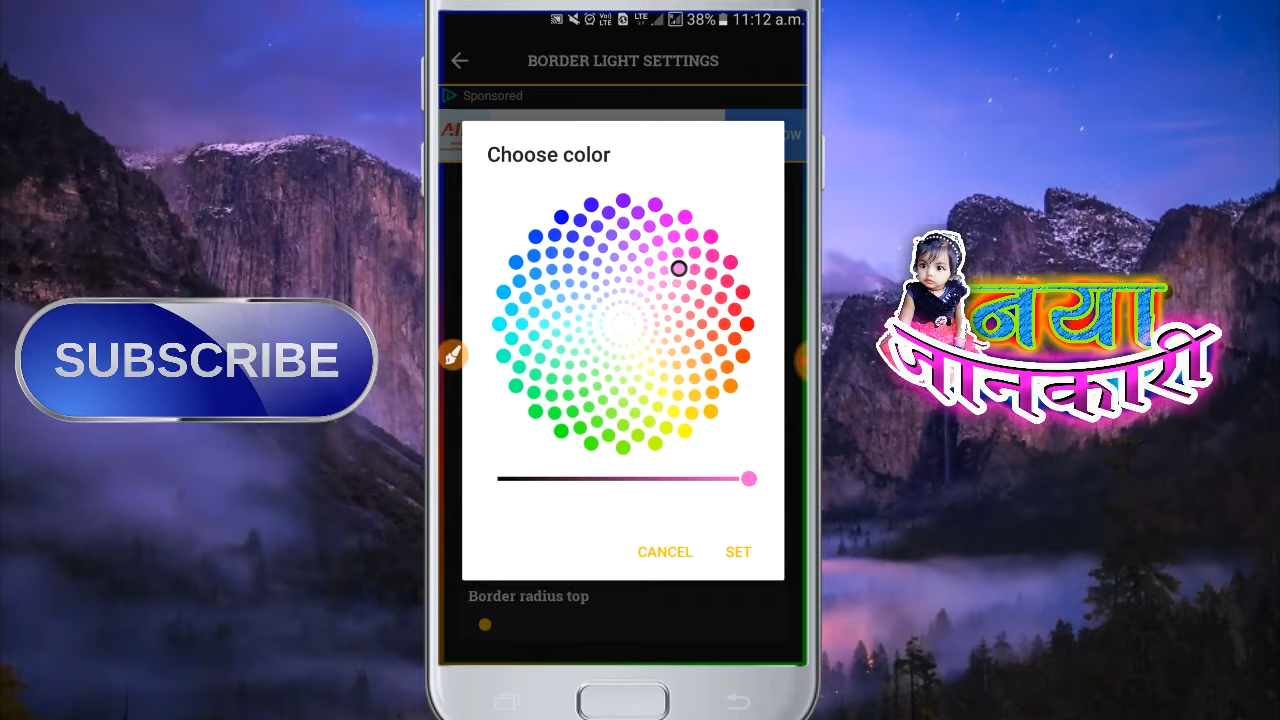 38% 11:12 a.m.
BORDER LIGHT SETTINGS
Sponsored
Choose color
SUBSCRIBE
नया
जानकारी
CANCEL SET
Border radius top